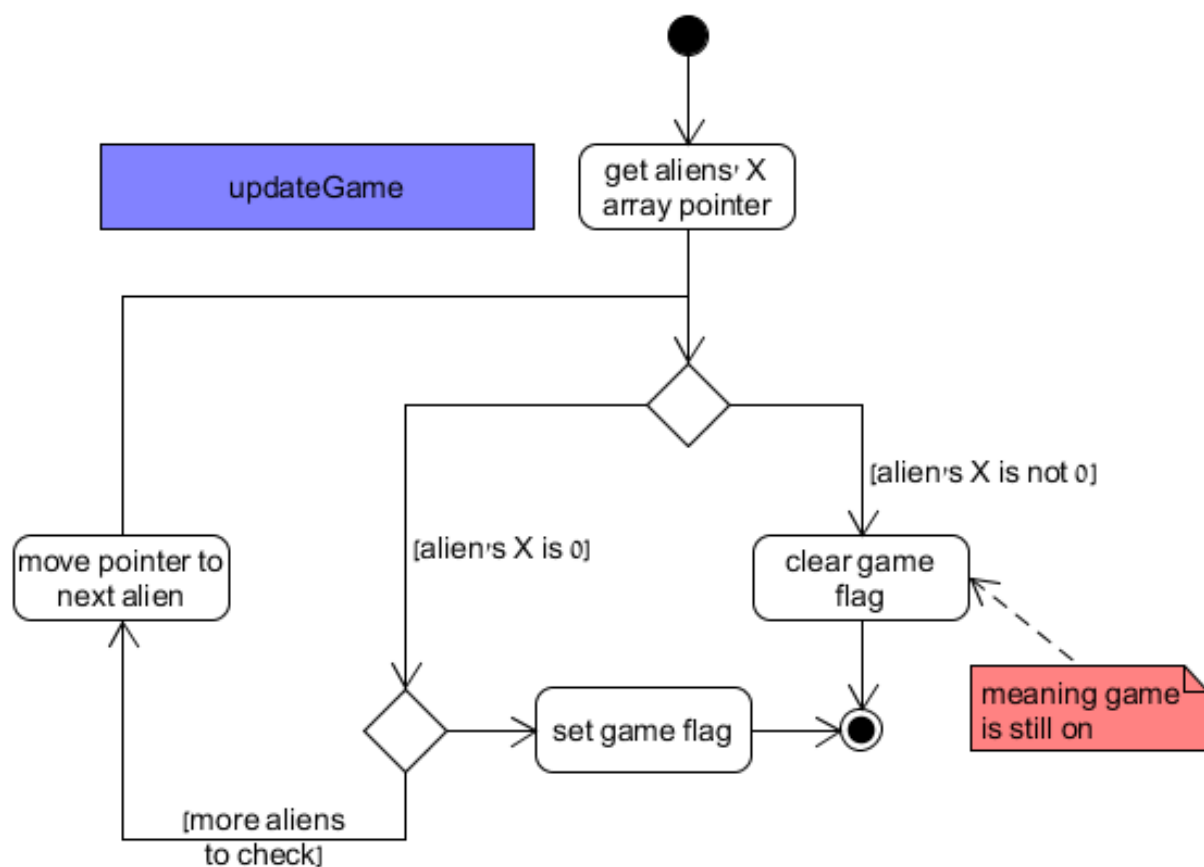 get aliens' X
array pointer
updateGame
[alien's X is not 0]
[alien's X is 0]
move pointer to
next alien
clear game
flag
meaning game
is still on
set game flag
[more aliens
to check]